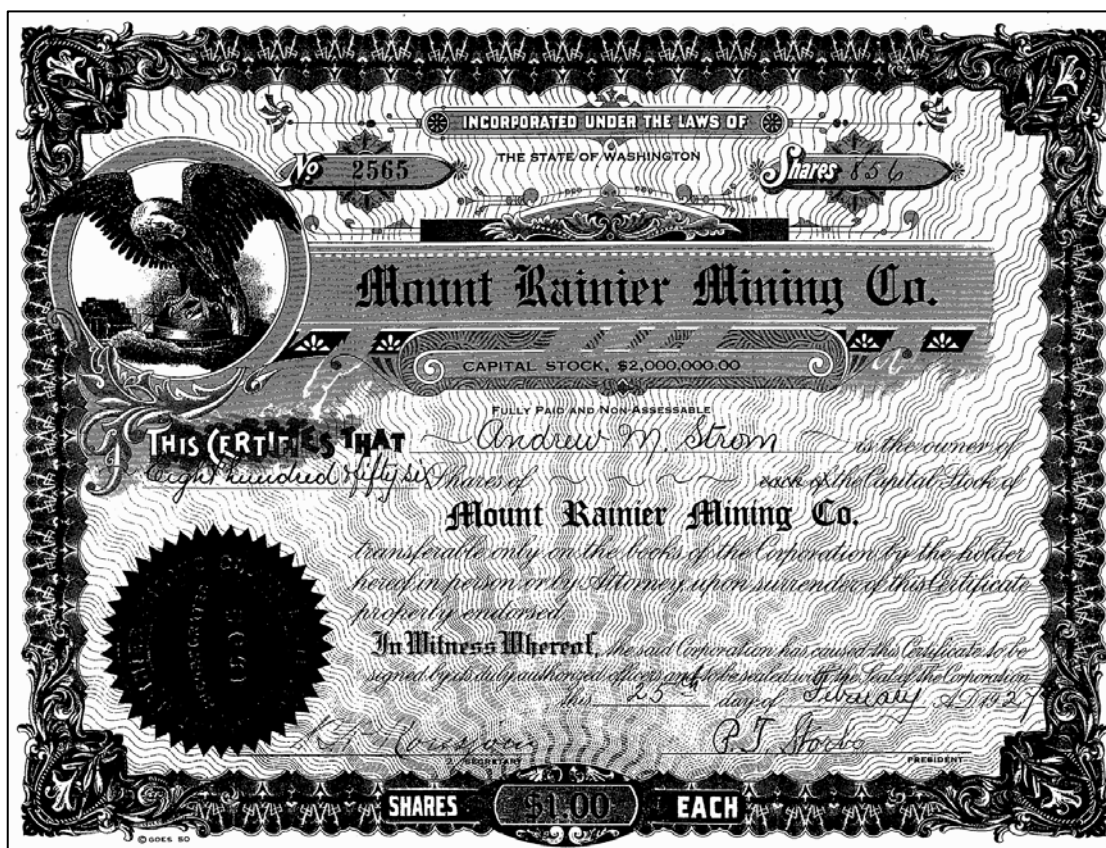 INCORPORATED UNDER THE LAWS OF
THE STATE OF WASHINGTON
No 2565
Shares 856
Mount Rainier Mining Co.
CAPITAL STOCK, $2,000,000.00
FULLY PAID AND NON-ASSESSABLE
THIS CERTIFIES THAT Andrew M. Strom is the owner of
Eight hundred & fifty six Shares of each of the Capital Stock of
Mount Rainier Mining Co.
transferable only on the books of the Corporation by the holder
hereof in person or by Attorney upon surrender of this Certificate
properly endorsed.
In Witness Whereof, the said Corporation has caused this Certificate to be
signed by its duly authorized officers and to be sealed with the Seal of the Corporation
this 25th day of February A.D. 1927
P.T.
SECRETARY PRESIDENT
SHARES $1.00 EACH
©GOES 50